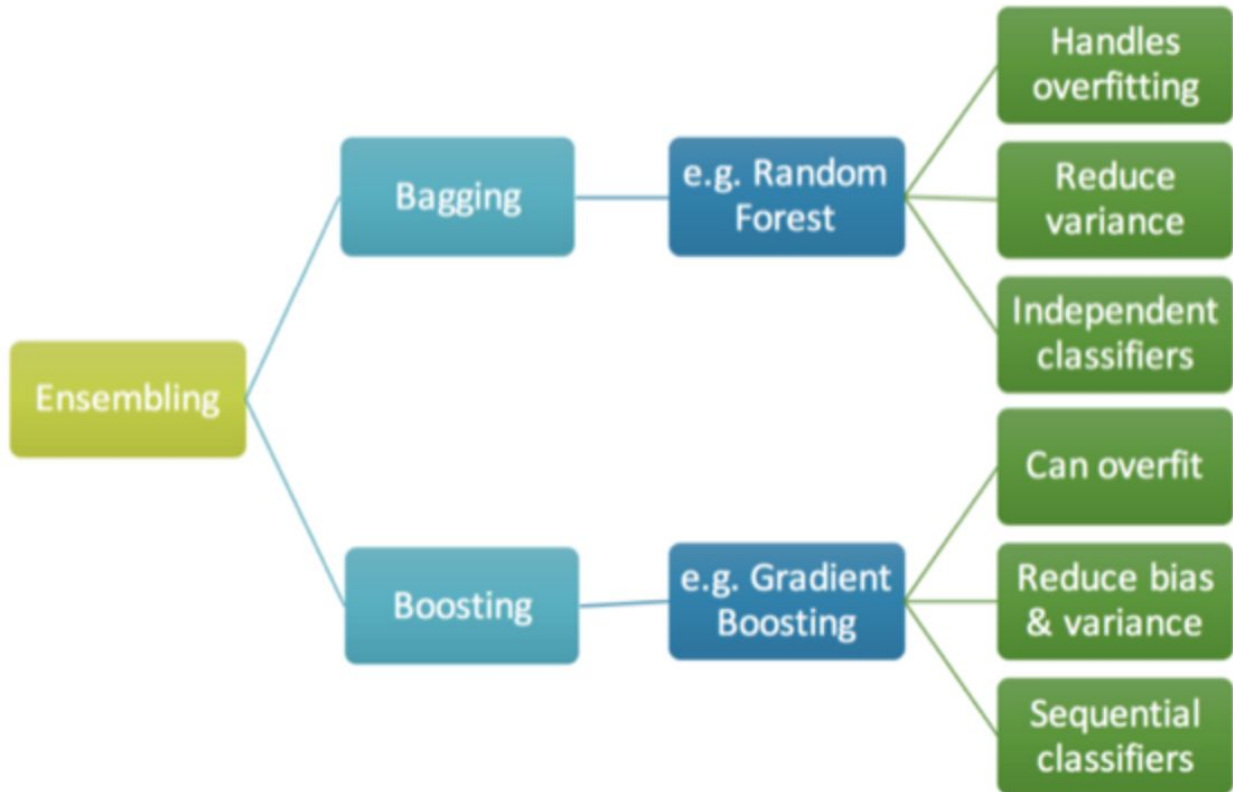 Handles
overfitting
e.g. Random
Forest
Bagging
Reduce
variance
Independent
classifiers
Ensembling
Can overfit
Boosting
e.g. Gradient
Boosting
Reduce bias
& variance
Sequential
classifiers